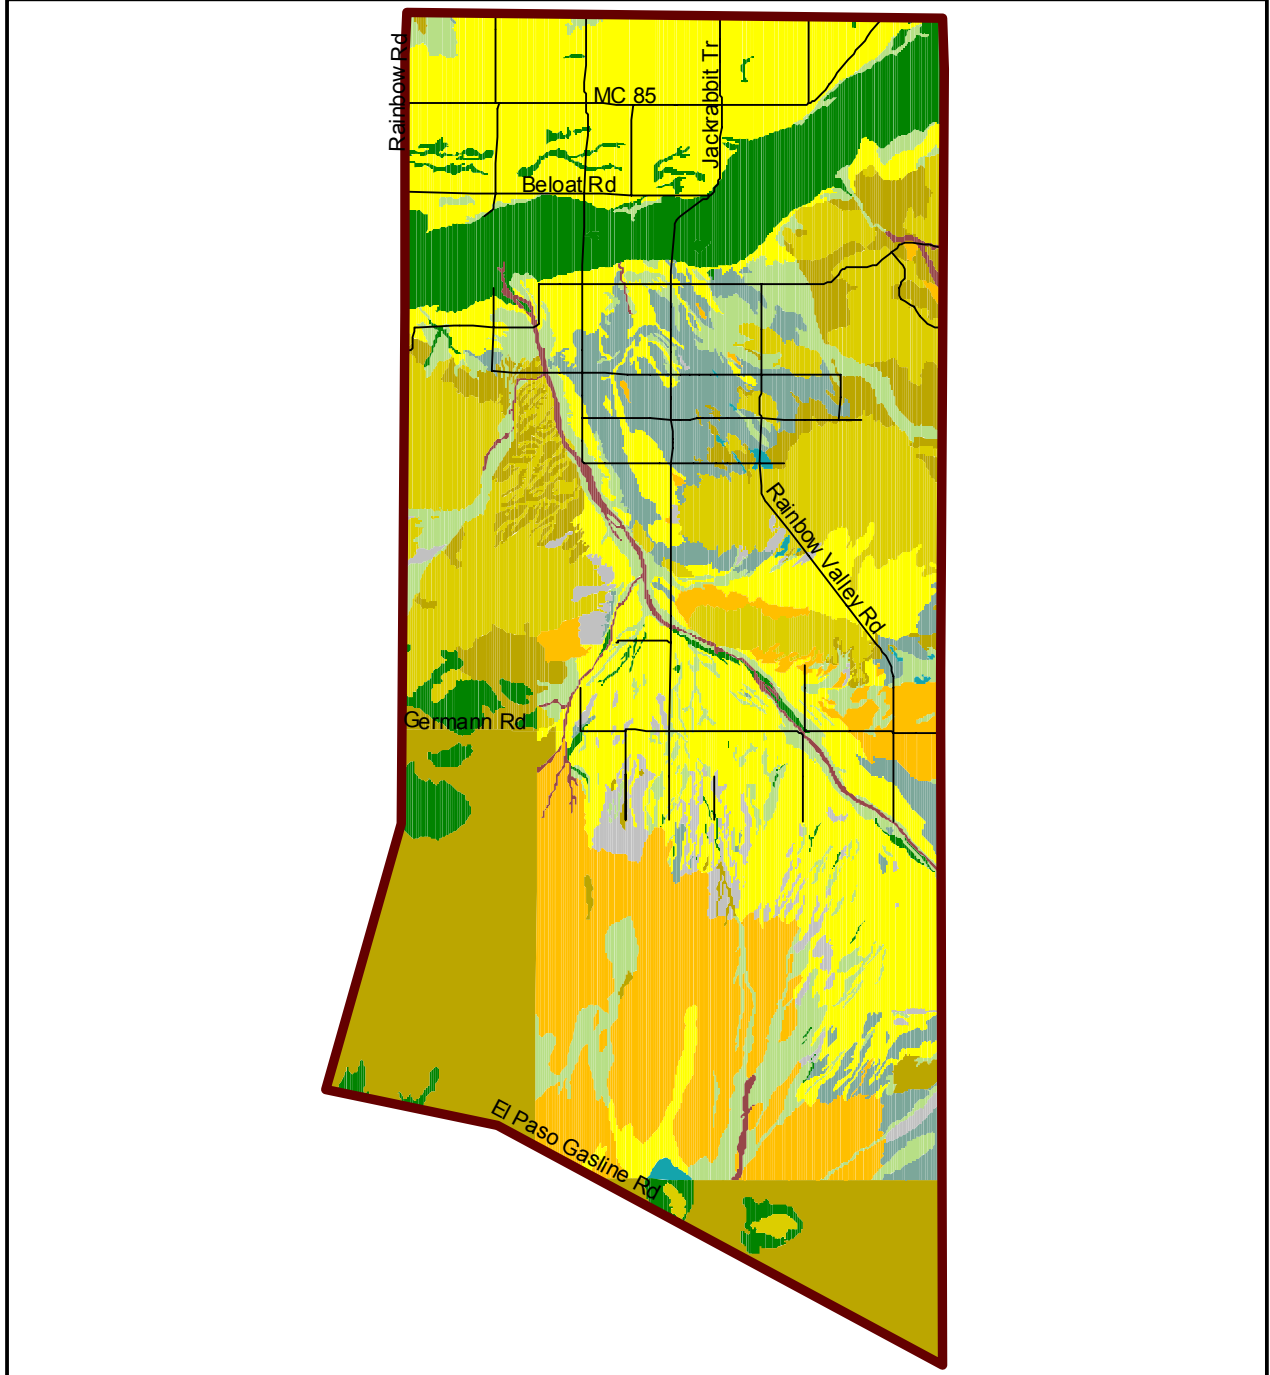 Rainbow Rd
Jackrabbit Tr
MC 85
Beloat Rd
Rainbow Valley Rd
Germann Rd
El Paso Gasline Rd